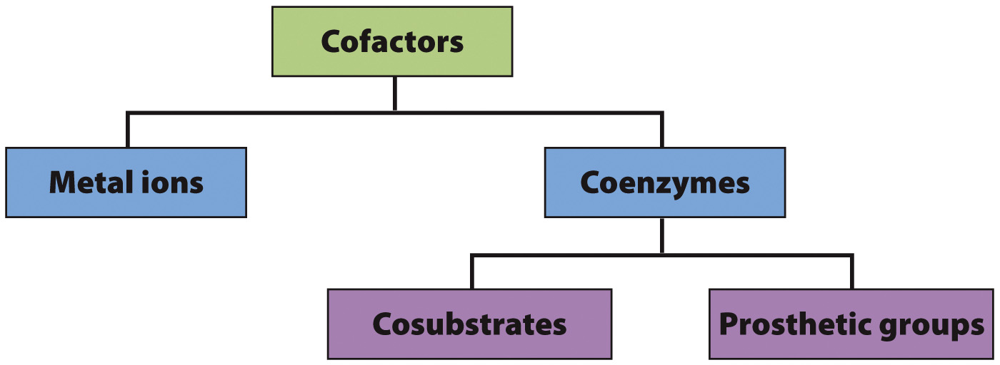 Cofactors
Metal ions
Coenzymes
Cosubstrates
Prosthetic groups